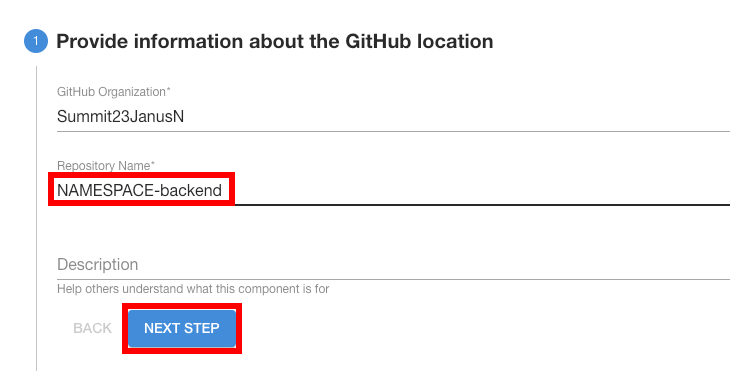 1 Provide information about the GitHub location
GitHub Organization*
Summit23JanusN
Repository Name*
NAMESPACE-backend
Description
Help others understand what this component is for
BACK NEXT STEP